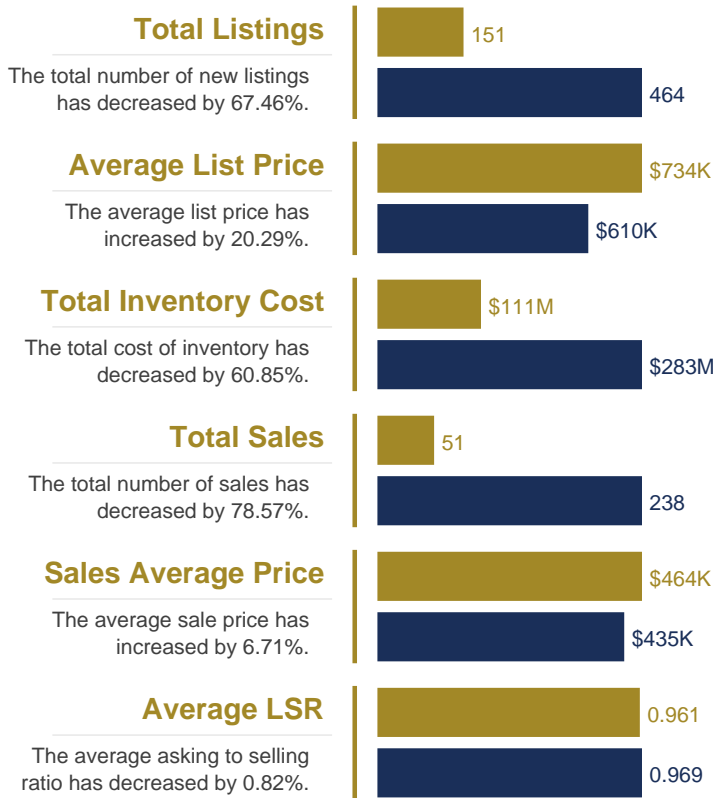 Total Listings
The total number of new listings
has decreased by 67.46%.
151
464
Average List Price
The average list price has
increased by 20.29%.
$734K
$610K
Total Inventory Cost
The total cost of inventory has
decreased by 60.85%.
$111M
$283M
Total Sales
The total number of sales has
decreased by 78.57%.
51
238
Sales Average Price
The average sale price has
increased by 6.71%.
$464K
$435K
Average LSR
The average asking to selling
ratio has decreased by 0.82%.
0.961
0.969